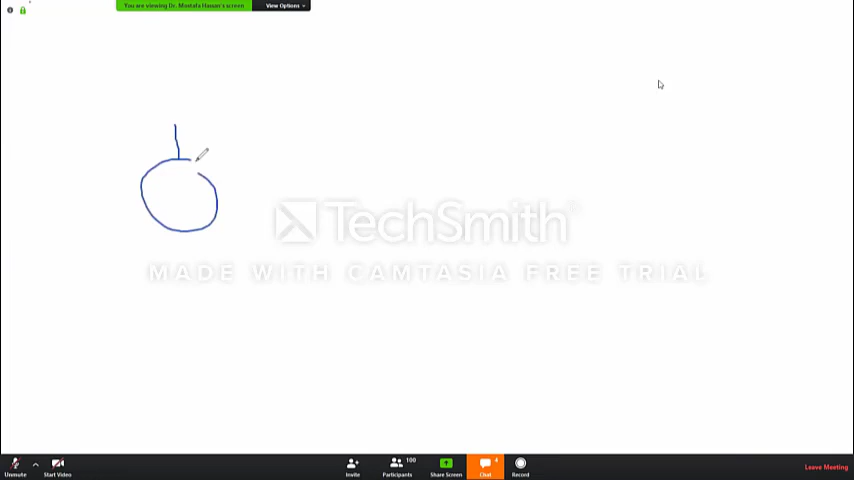 You are viewing Dr. Mostafa Hassan's screen
View Options
TechSmith
MADE WITH CAMTASIA FREE TRIAL
100
4
Unmute
Start Video
Invite
Participants
Share Screen
Chat
Record
Leave Meeting